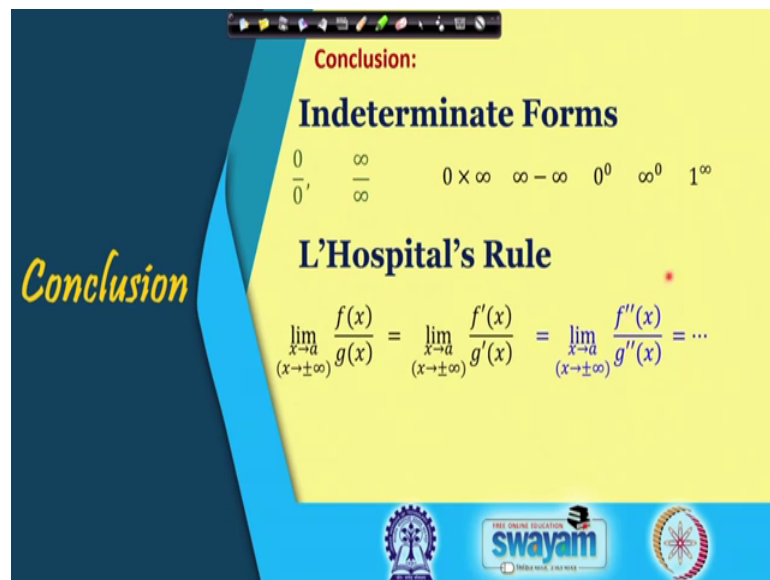 Conclusion:
Indeterminate Forms
0/0, ∞/∞ 0 × ∞ ∞ − ∞ 0⁰ ∞⁰ 1^∞
L'Hospital's Rule
Conclusion
lim x→a (x→±∞) f(x)/g(x) = lim x→a (x→±∞) f′(x)/g′(x) = lim x→a (x→±∞) f′′(x)/g′′(x) = ⋯
FREE ONLINE EDUCATION
swayam